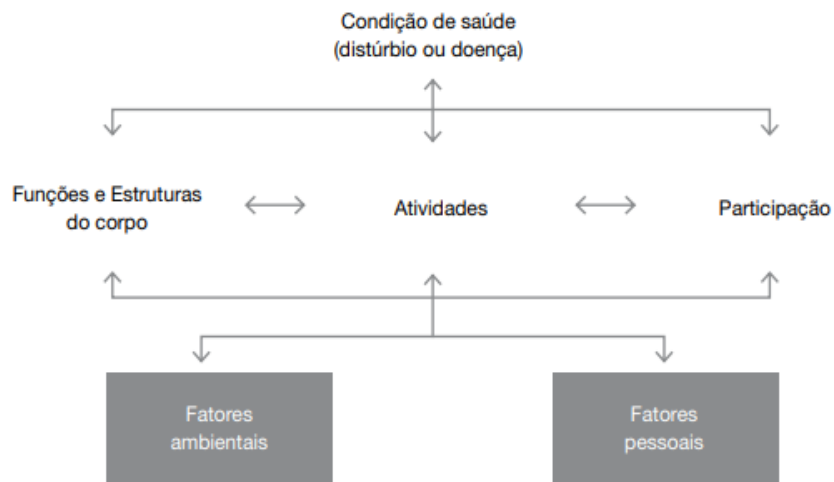 Condição de saúde
(distúrbio ou doença)
Funções e Estruturas
do corpo
Atividades
Participação
Fatores
ambientais
Fatores
pessoais